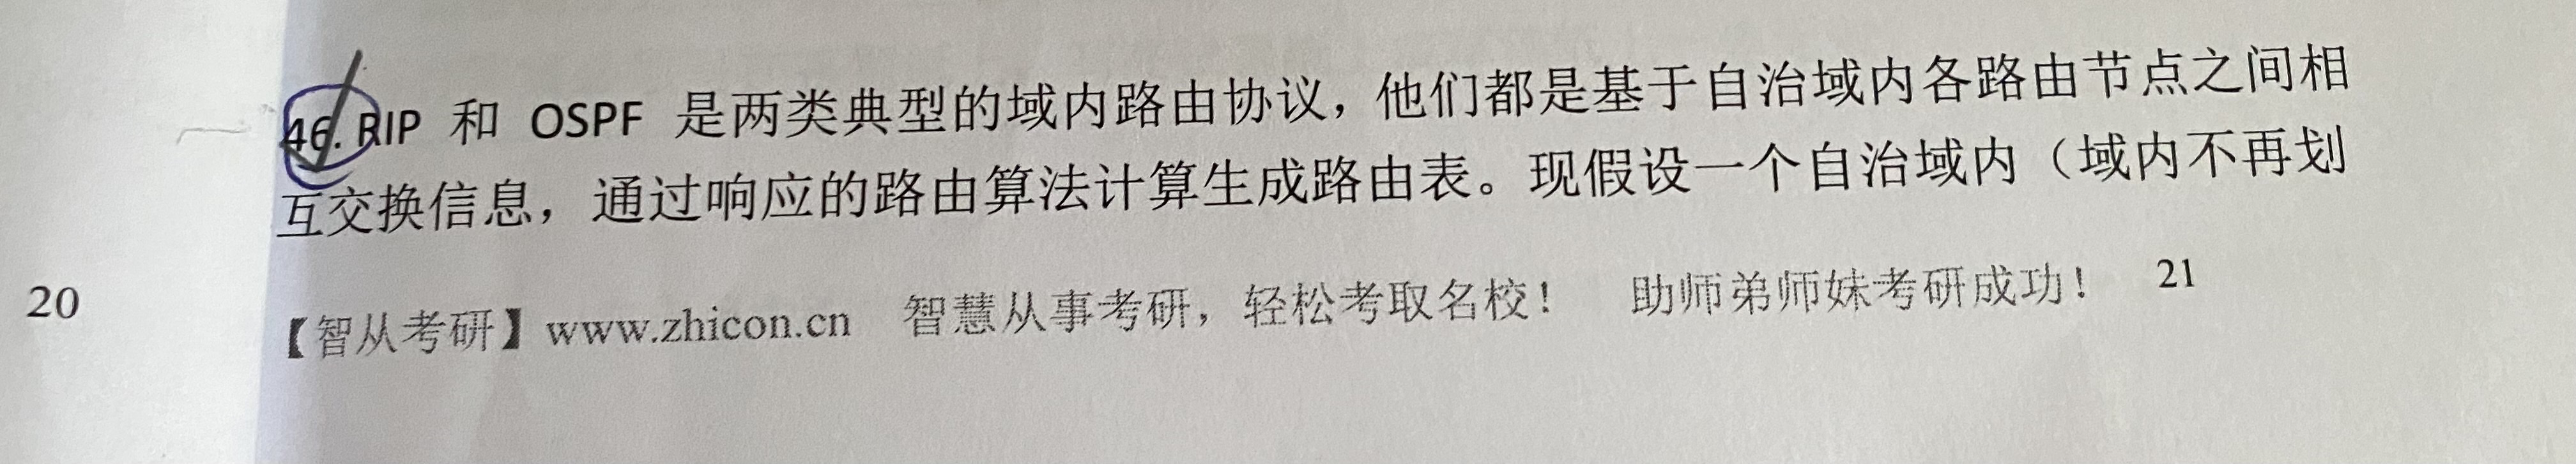 46. RIP 和 OSPF 是两类典型的域内路由协议，他们都是基于自治域内各路由节点之间相
互交换信息，通过响应的路由算法计算生成路由表。现假设一个自治域内（域内不再划
20
【智从考研】www.zhicon.cn 智慧从事考研，轻松考取名校！ 助师弟师妹考研成功！ 21